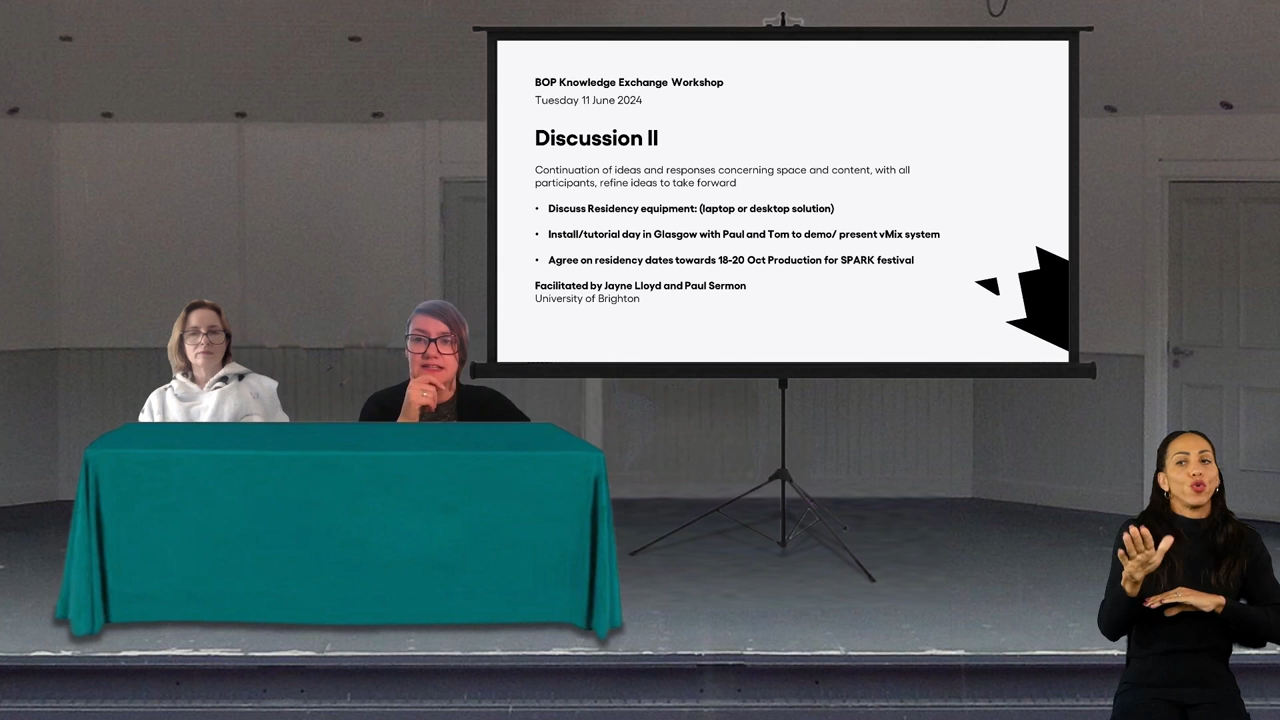 BOP Knowledge Exchange Workshop
Tuesday 11 June 2024
Discussion II
Continuation of ideas and responses concerning space and content, with all
participants, refine ideas to take forward
• Discuss Residency equipment: (laptop or desktop solution)
• Install/tutorial day in Glasgow with Paul and Tom to demo/ present vMix system
• Agree on residency dates towards 18-20 Oct Production for SPARK festival
Facilitated by Jayne Lloyd and Paul Sermon
University of Brighton